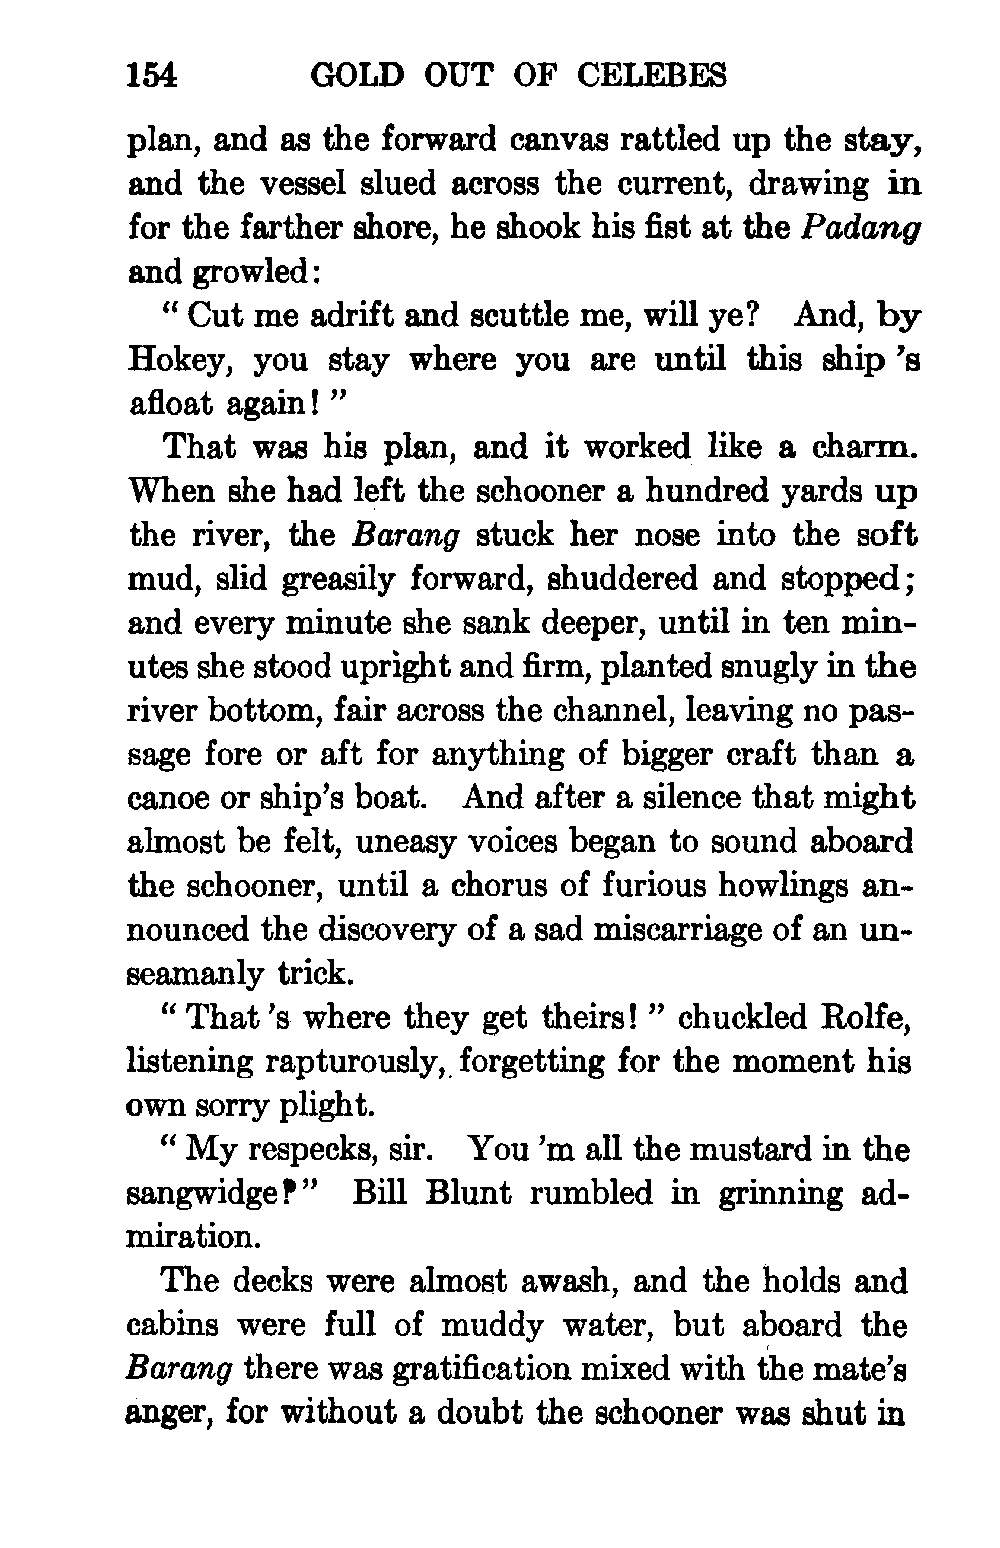 154 GOLD OUT OF CELEBES
plan, and as the forward canvas rattled up the stay,
and the vessel slued across the current, drawing in
for the farther shore, he shook his fist at the Padang
and growled:
“ Cut me adrift and scuttle me, will ye? And, by
Hokey, you stay where you are until this ship ’s
afloat again! ”
That was his plan, and it worked like a charm.
When she had left the schooner a hundred yards up
the river, the Barang stuck her nose into the soft
mud, slid greasily forward, shuddered and stopped;
and every minute she sank deeper, until in ten min-
utes she stood upright and firm, planted snugly in the
river bottom, fair across the channel, leaving no pas-
sage fore or aft for anything of bigger craft than a
canoe or ship’s boat. And after a silence that might
almost be felt, uneasy voices began to sound aboard
the schooner, until a chorus of furious howlings an-
nounced the discovery of a sad miscarriage of an un-
seamanly trick.
“ That ’s where they get theirs! ” chuckled Rolfe,
listening rapturously, forgetting for the moment his
own sorry plight.
“ My respecks, sir. You ’m all the mustard in the
sangwidge!” Bill Blunt rumbled in grinning ad-
miration.
The decks were almost awash, and the holds and
cabins were full of muddy water, but aboard the
Barang there was gratification mixed with the mate’s
anger, for without a doubt the schooner was shut in